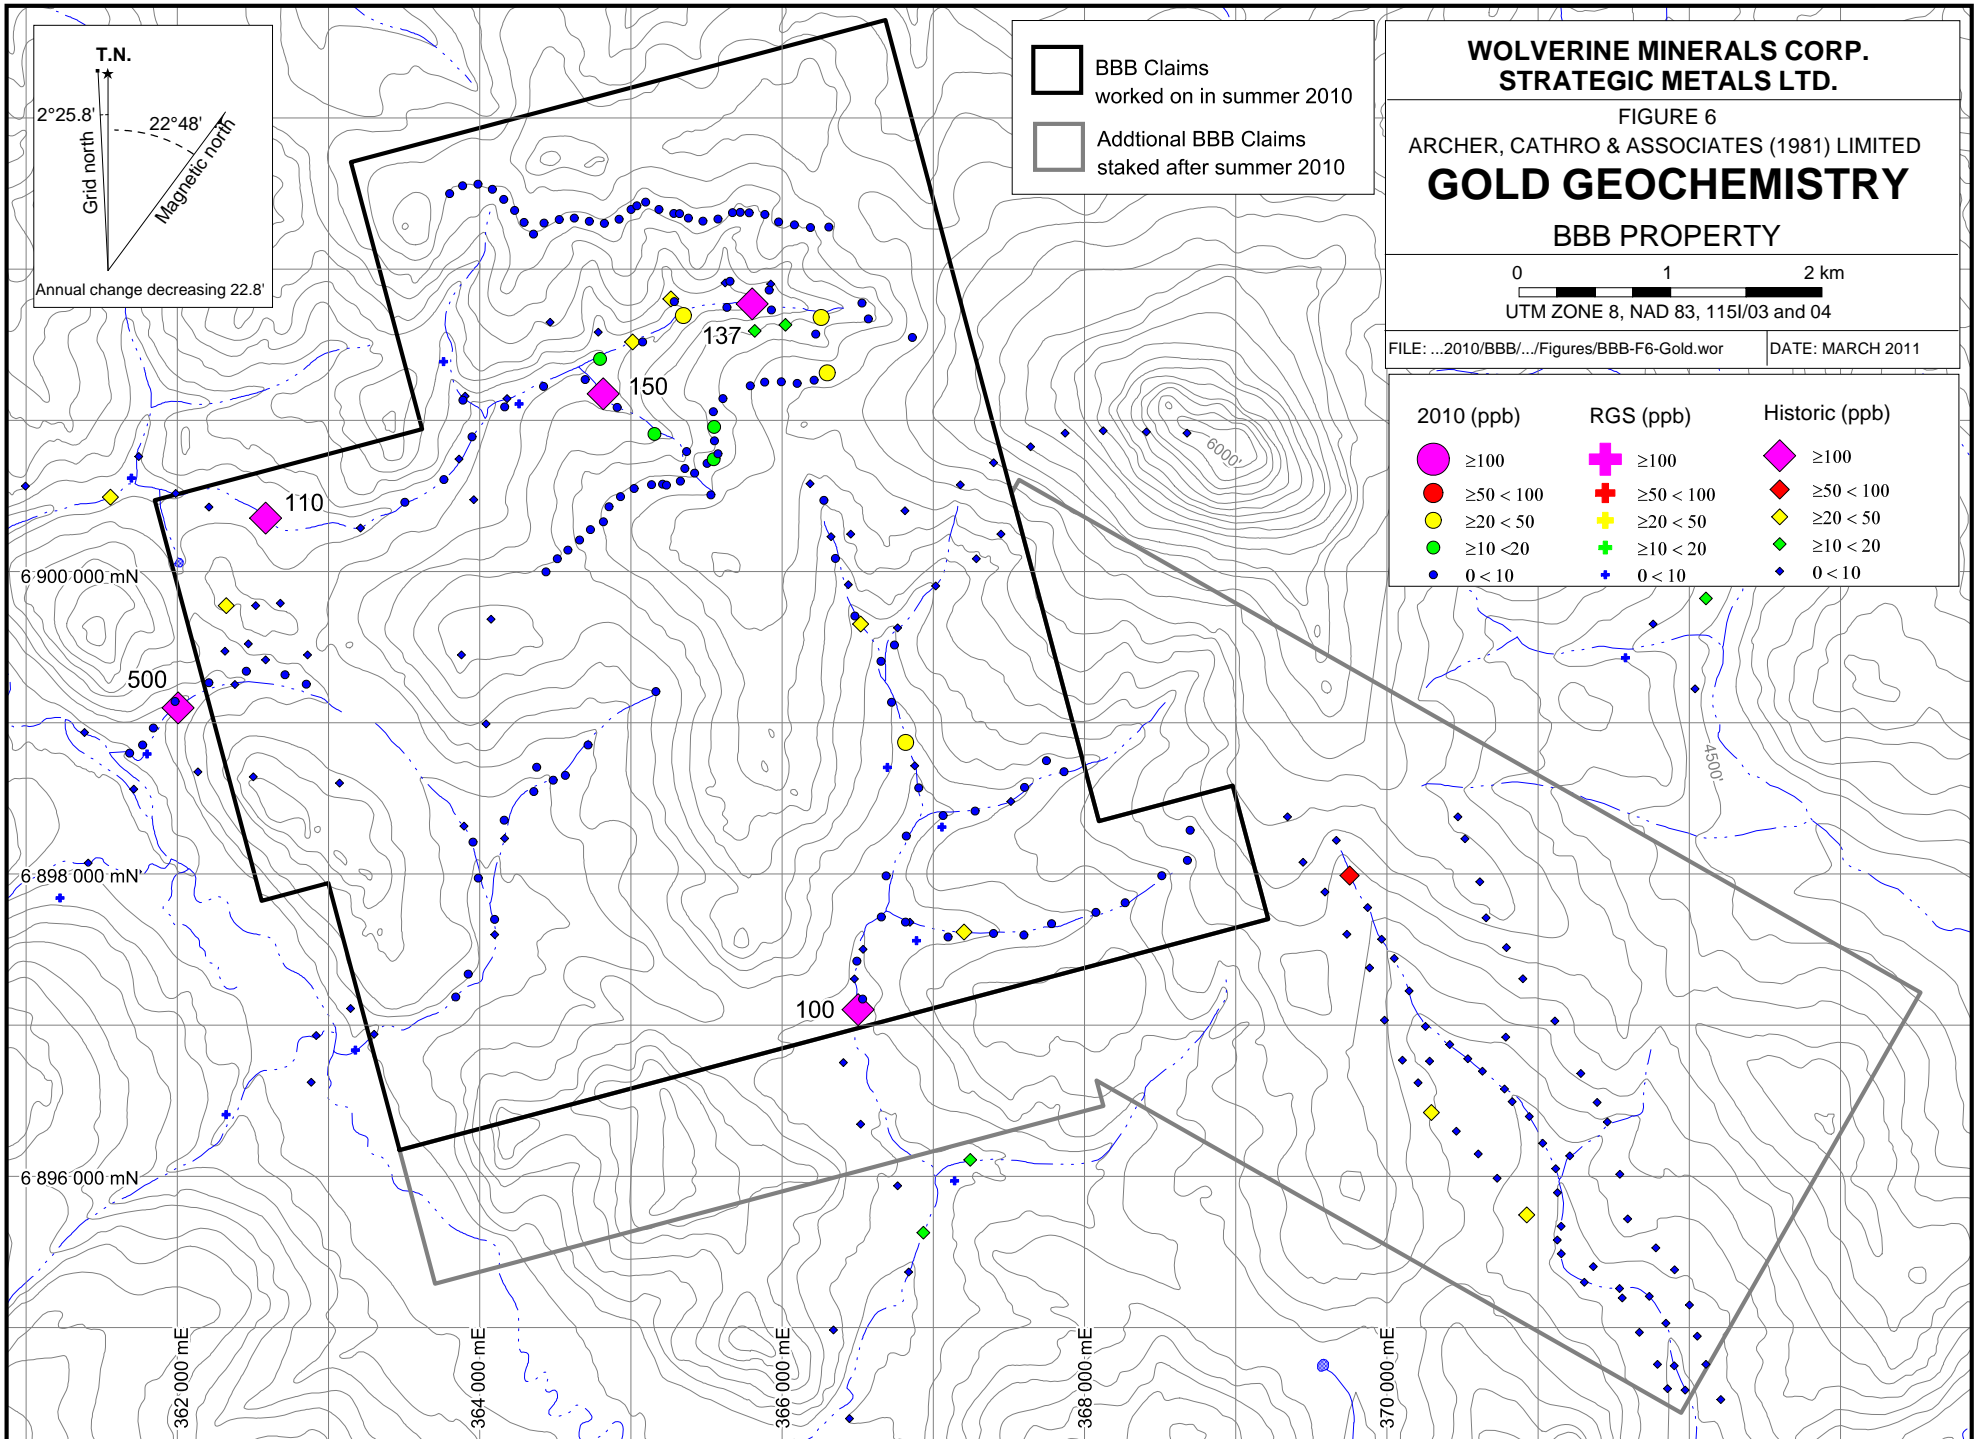 T.N.
2°25.8'
22°48'
Grid north
Magnetic north
Annual change decreasing 22.8'
BBB Claims
worked on in summer 2010
Addtional BBB Claims
staked after summer 2010
WOLVERINE MINERALS CORP.
STRATEGIC METALS LTD.
FIGURE 6
ARCHER, CATHRO & ASSOCIATES (1981) LIMITED
GOLD GEOCHEMISTRY
BBB PROPERTY
0 1 2 km
UTM ZONE 8, NAD 83, 115I/03 and 04
FILE: ...2010/BBB/.../Figures/BBB-F6-Gold.wor
DATE: MARCH 2011
2010 (ppb) RGS (ppb) Historic (ppb)
≥100 ≥100 ≥100
≥50 < 100 ≥50 < 100 ≥50 < 100
≥20 < 50 ≥20 < 50 ≥20 < 50
≥10 <20 ≥10 < 20 ≥10 < 20
0 < 10 0 < 10 0 < 10
137
150
110
500
100
6000'
4500'
6 900 000 mN
6 898 000 mN
6 896 000 mN
362 000 mE
364 000 mE
366 000 mE
368 000 mE
370 000 mE